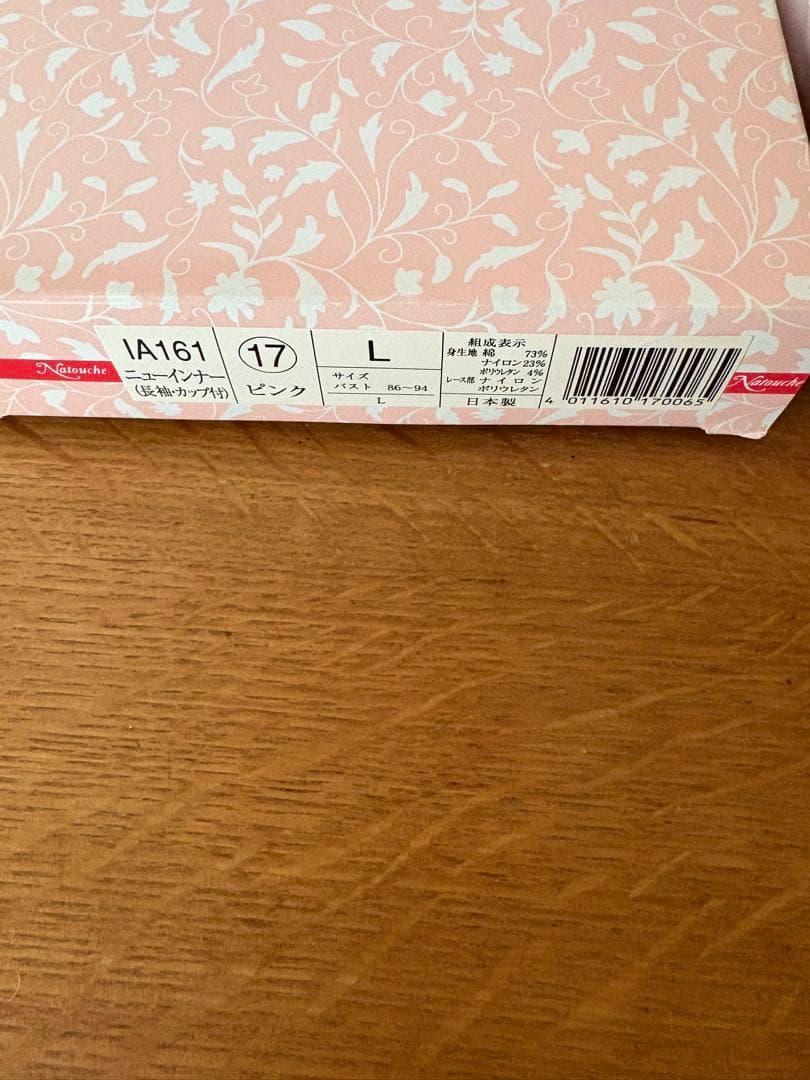 Natouche
IA161
ニューインナー
(長袖・カップ付)
17
ピンク
L
サイズ
バスト 86〜94
L
組成表示
身生地 綿 73%
ナイロン23%
ポリウレタン 4%
レース部 ナイロン
ポリウレタン
日本製
4 011610 170065
Natouche